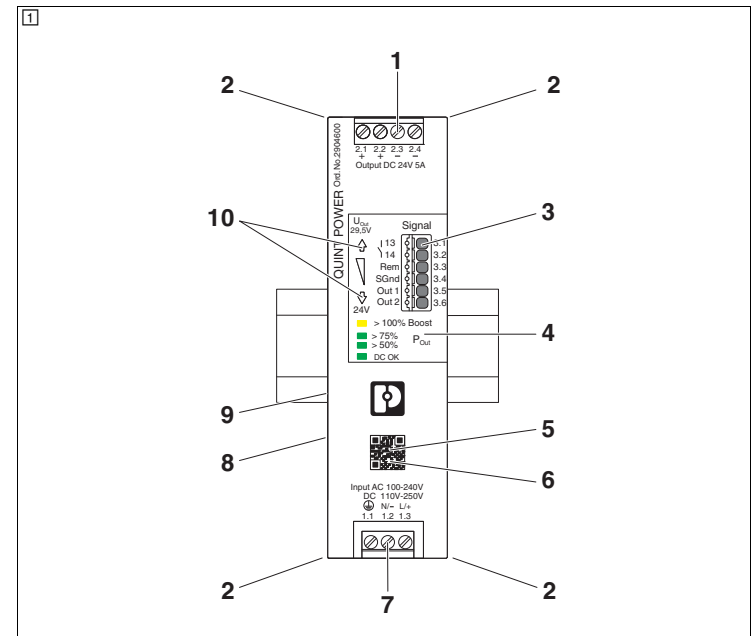 1
1
2
2
2.1 2.2 2.3 2.4
+ + − −
Output DC 24V 5A
QUINT POWER Ord.No.2904600
10
UOut
29,5V
Signal
3
13
3.1
14
3.2
Rem
3.3
SGnd
3.4
Out 1
3.5
Out 2
3.6
24V
> 100% Boost
4
> 75%
> 50%
POut
DC OK
9
5
8
6
Input AC 100-240V
DC 110V-250V
N/− L/+
1.1 1.2 1.3
2
2
7